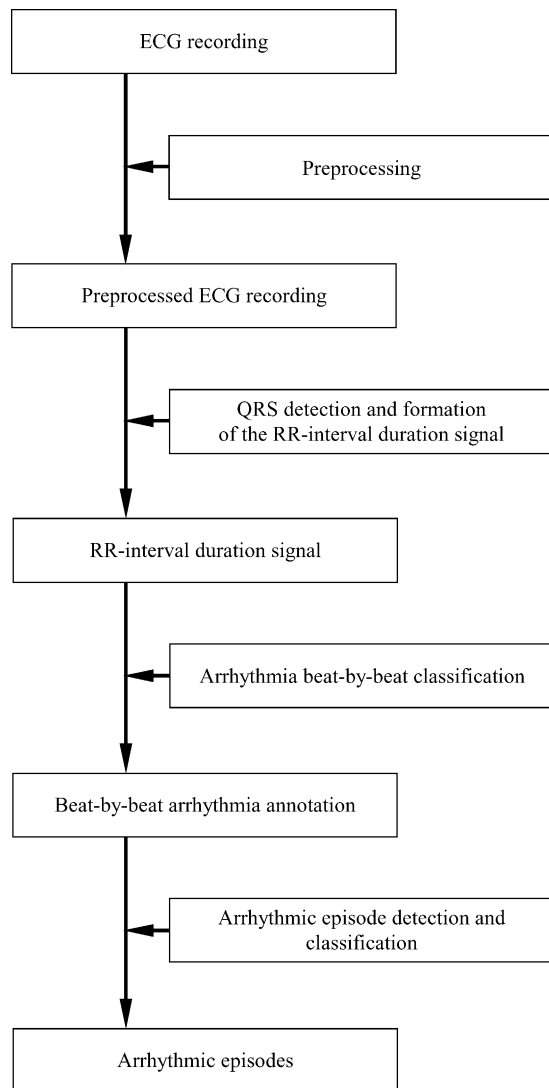 ECG recording
Preprocessing
Preprocessed ECG recording
QRS detection and formation
of the RR-interval duration signal
RR-interval duration signal
Arrhythmia beat-by-beat classification
Beat-by-beat arrhythmia annotation
Arrhythmic episode detection and
classification
Arrhythmic episodes